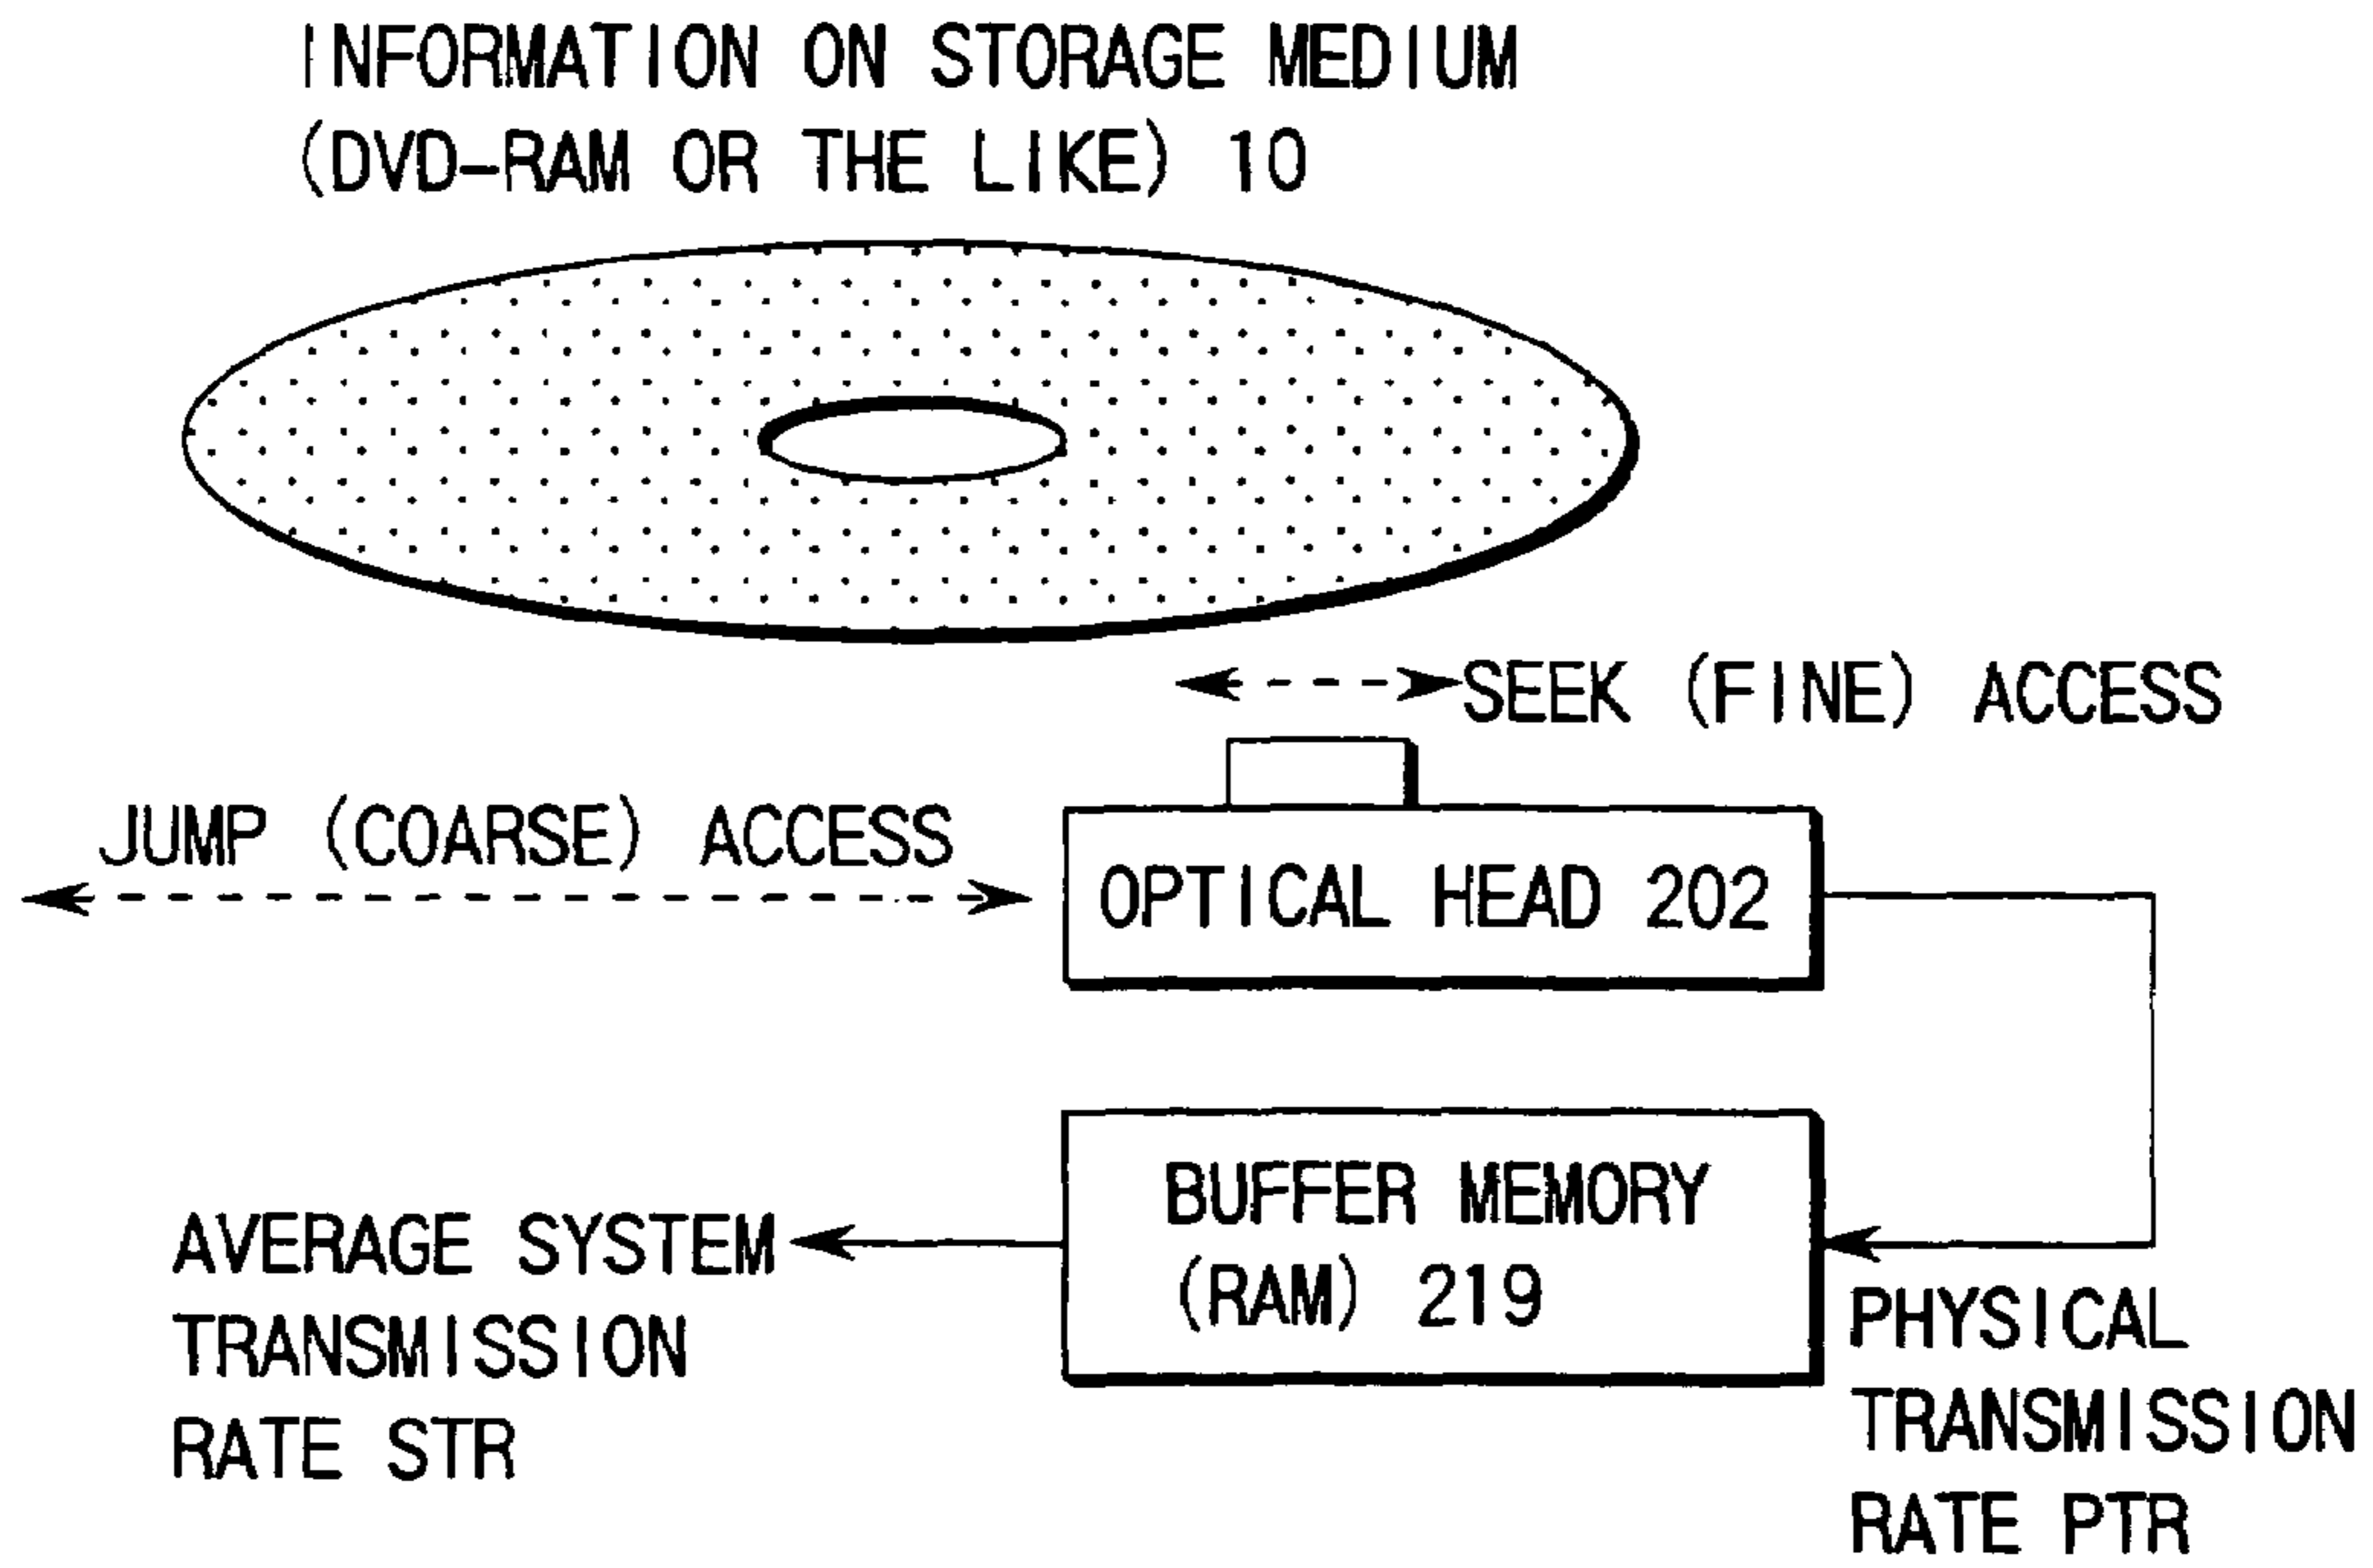 INFORMATION ON STORAGE MEDIUM
(DVD-RAM OR THE LIKE) 10
SEEK (FINE) ACCESS
JUMP (COARSE) ACCESS
OPTICAL HEAD 202
BUFFER MEMORY
(RAM) 219
AVERAGE SYSTEM
TRANSMISSION
RATE STR
PHYSICAL
TRANSMISSION
RATE PTR